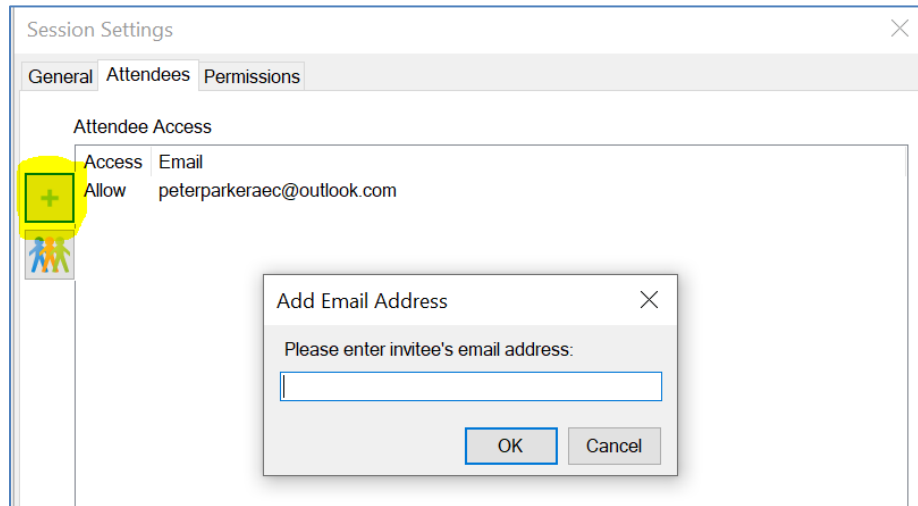 Session Settings
General Attendees Permissions
Attendee Access
Access Email
Allow peterparkeraec@outlook.com
Add Email Address
Please enter invitee's email address:
OK Cancel